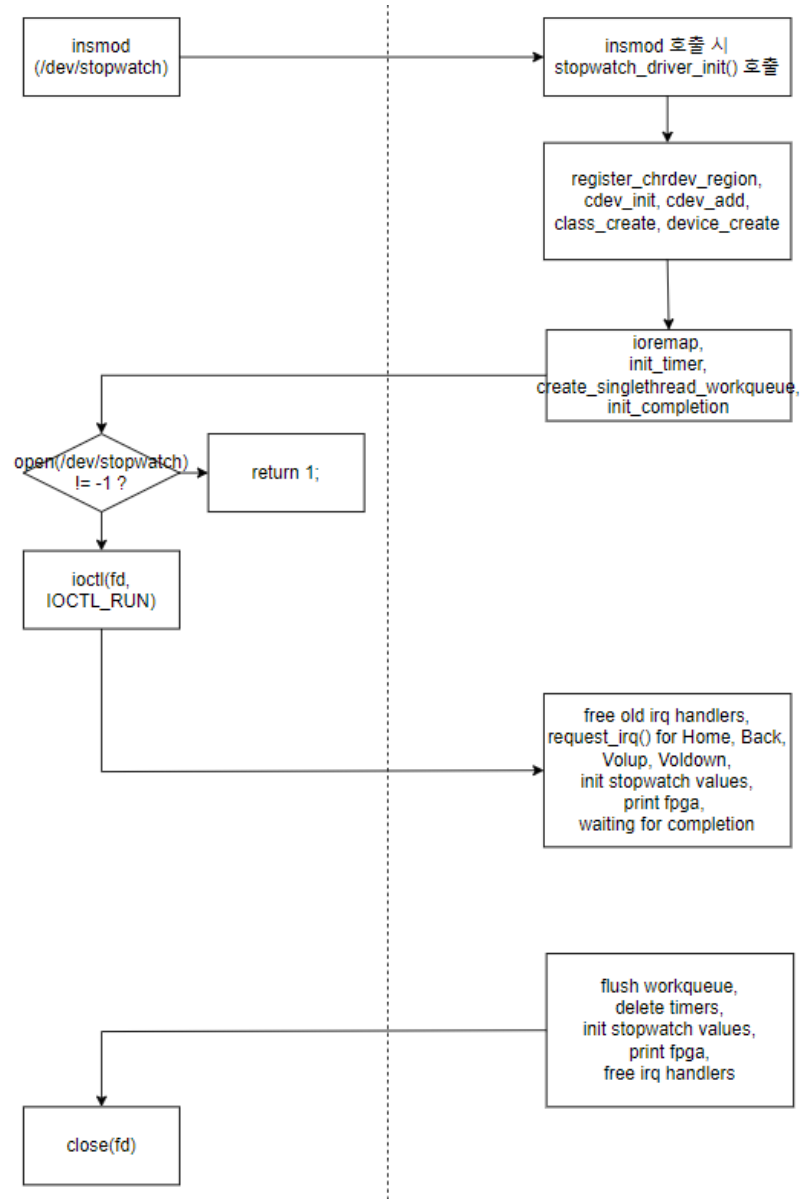 insmod
(/dev/stopwatch)
insmod 호출 시
stopwatch_driver_init() 호출
register_chrdev_region,
cdev_init, cdev_add,
class_create, device_create
ioremap,
init_timer,
create_singlethread_workqueue,
init_completion
open(/dev/stopwatch)
!= -1 ?
return 1;
ioctl(fd,
IOCTL_RUN)
free old irq handlers,
request_irq() for Home, Back,
Volup, Voldown,
init stopwatch values,
print fpga,
waiting for completion
flush workqueue,
delete timers,
init stopwatch values,
print fpga,
free irq handlers
close(fd)